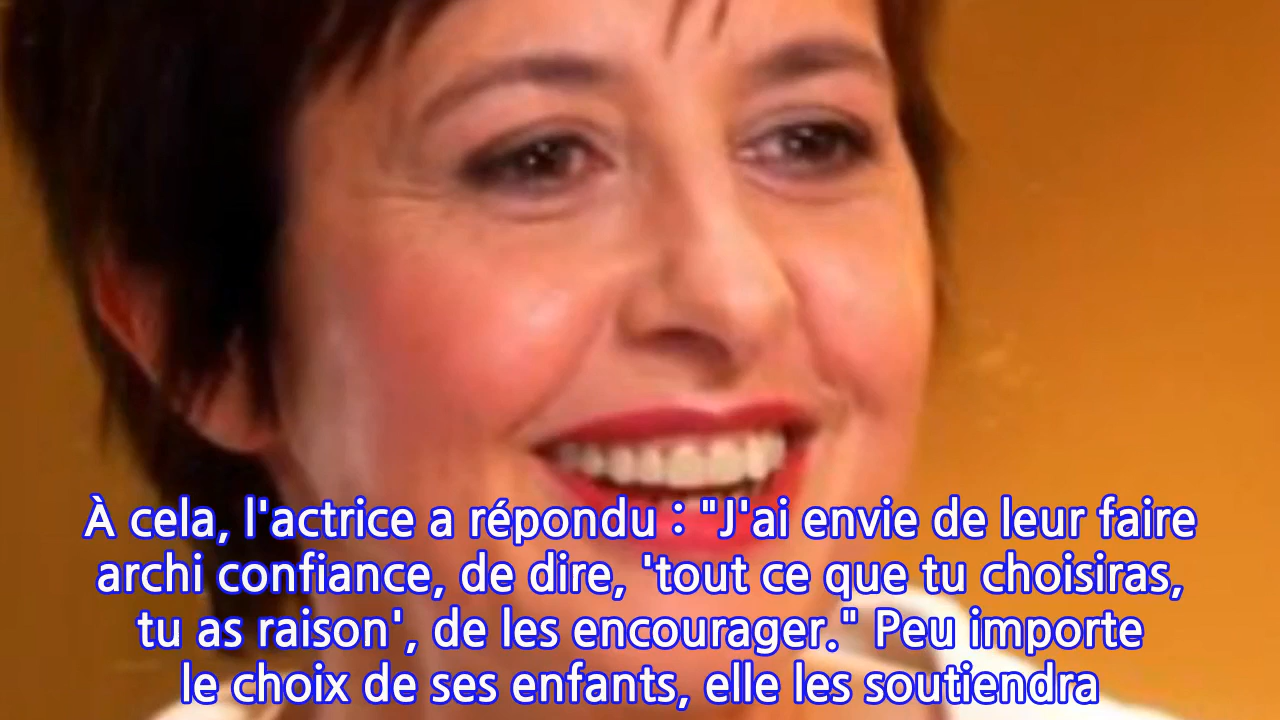 À cela, l'actrice a répondu : "J'ai envie de leur faire
archi confiance, de dire, 'tout ce que tu choisiras,
tu as raison', de les encourager." Peu importe
le choix de ses enfants, elle les soutiendra